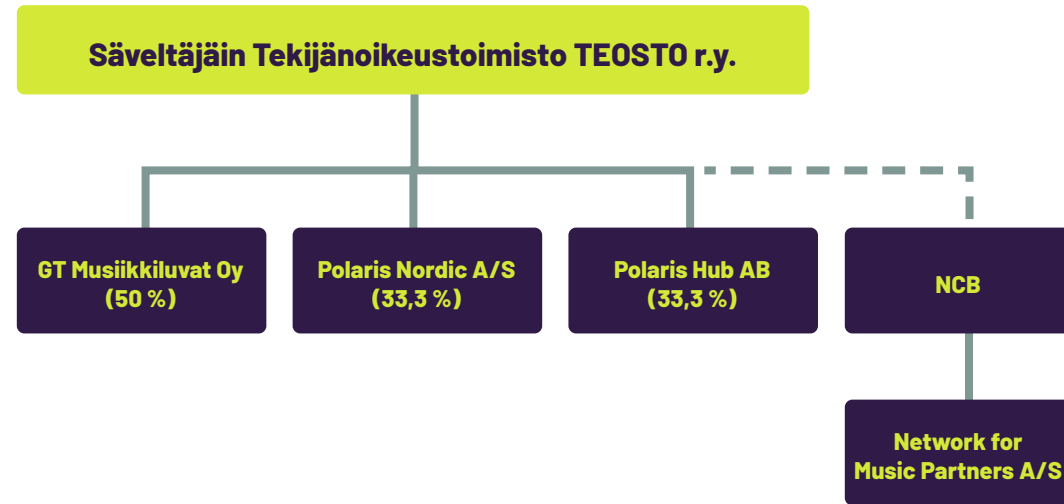 Säveltäjäin Tekijänoikeustoimisto TEOSTO r.y.
GT Musiikkiluvat Oy
(50 %)
Polaris Nordic A/S
(33,3 %)
Polaris Hub AB
(33,3 %)
NCB
Network for
Music Partners A/S